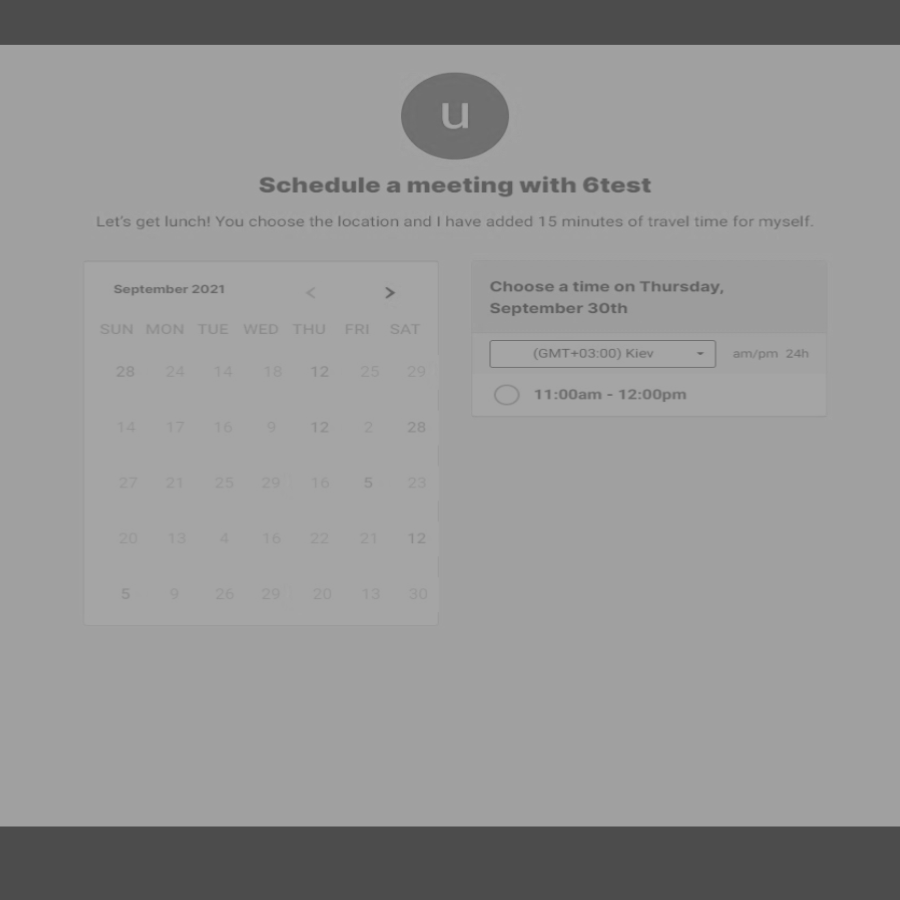 u
Schedule a meeting with 6test
Let's get lunch! You choose the location and I have added 15 minutes of travel time for myself.
September 2021 < >
SUN MON TUE WED THU FRI SAT
28 24 14 18 12 25 29
14 17 16 9 12 2 28
27 21 25 29 16 5 23
20 13 4 16 22 21 12
5 9 26 29 20 13 30
Choose a time on Thursday,
September 30th
(GMT+03:00) Kiev am/pm 24h
11:00am - 12:00pm